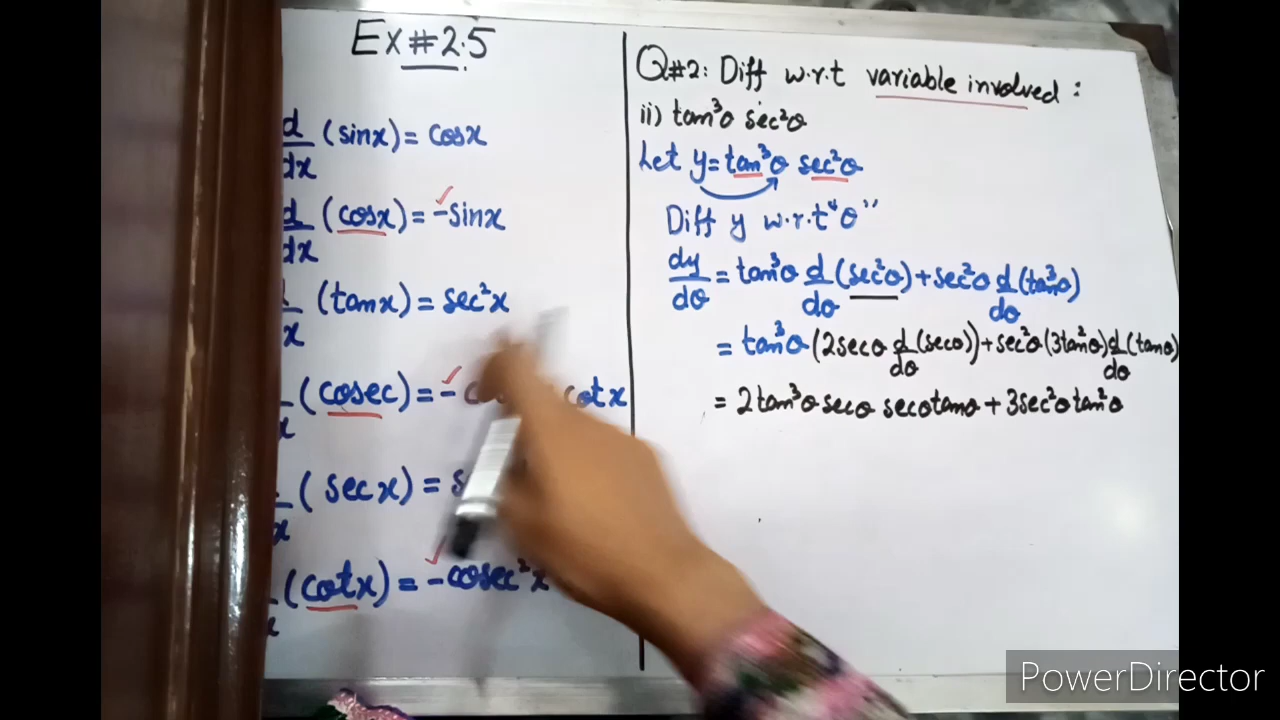 Ex#2.5
d/dx (sinx) = cosx
d/dx (cosx) = -sinx
(tanx) = sec²x
x
(cosec) = - cotx
x
(secx) =
x
(cotx) = -cosec²x
x
Q#2: Diff w.r.t variable involved :
ii) tan³θ sec²θ
Let y = tan³θ sec²θ
Diff y w.r.t "θ"
dy/dθ = tan³θ d/dθ (sec²θ) + sec²θ d/dθ (tan³θ)
= tan³θ (2secθ d/dθ (secθ)) + sec²θ (3tan²θ) d/dθ (tanθ)
= 2tan³θ secθ secθtanθ + 3sec²θ tan²θ
PowerDirector